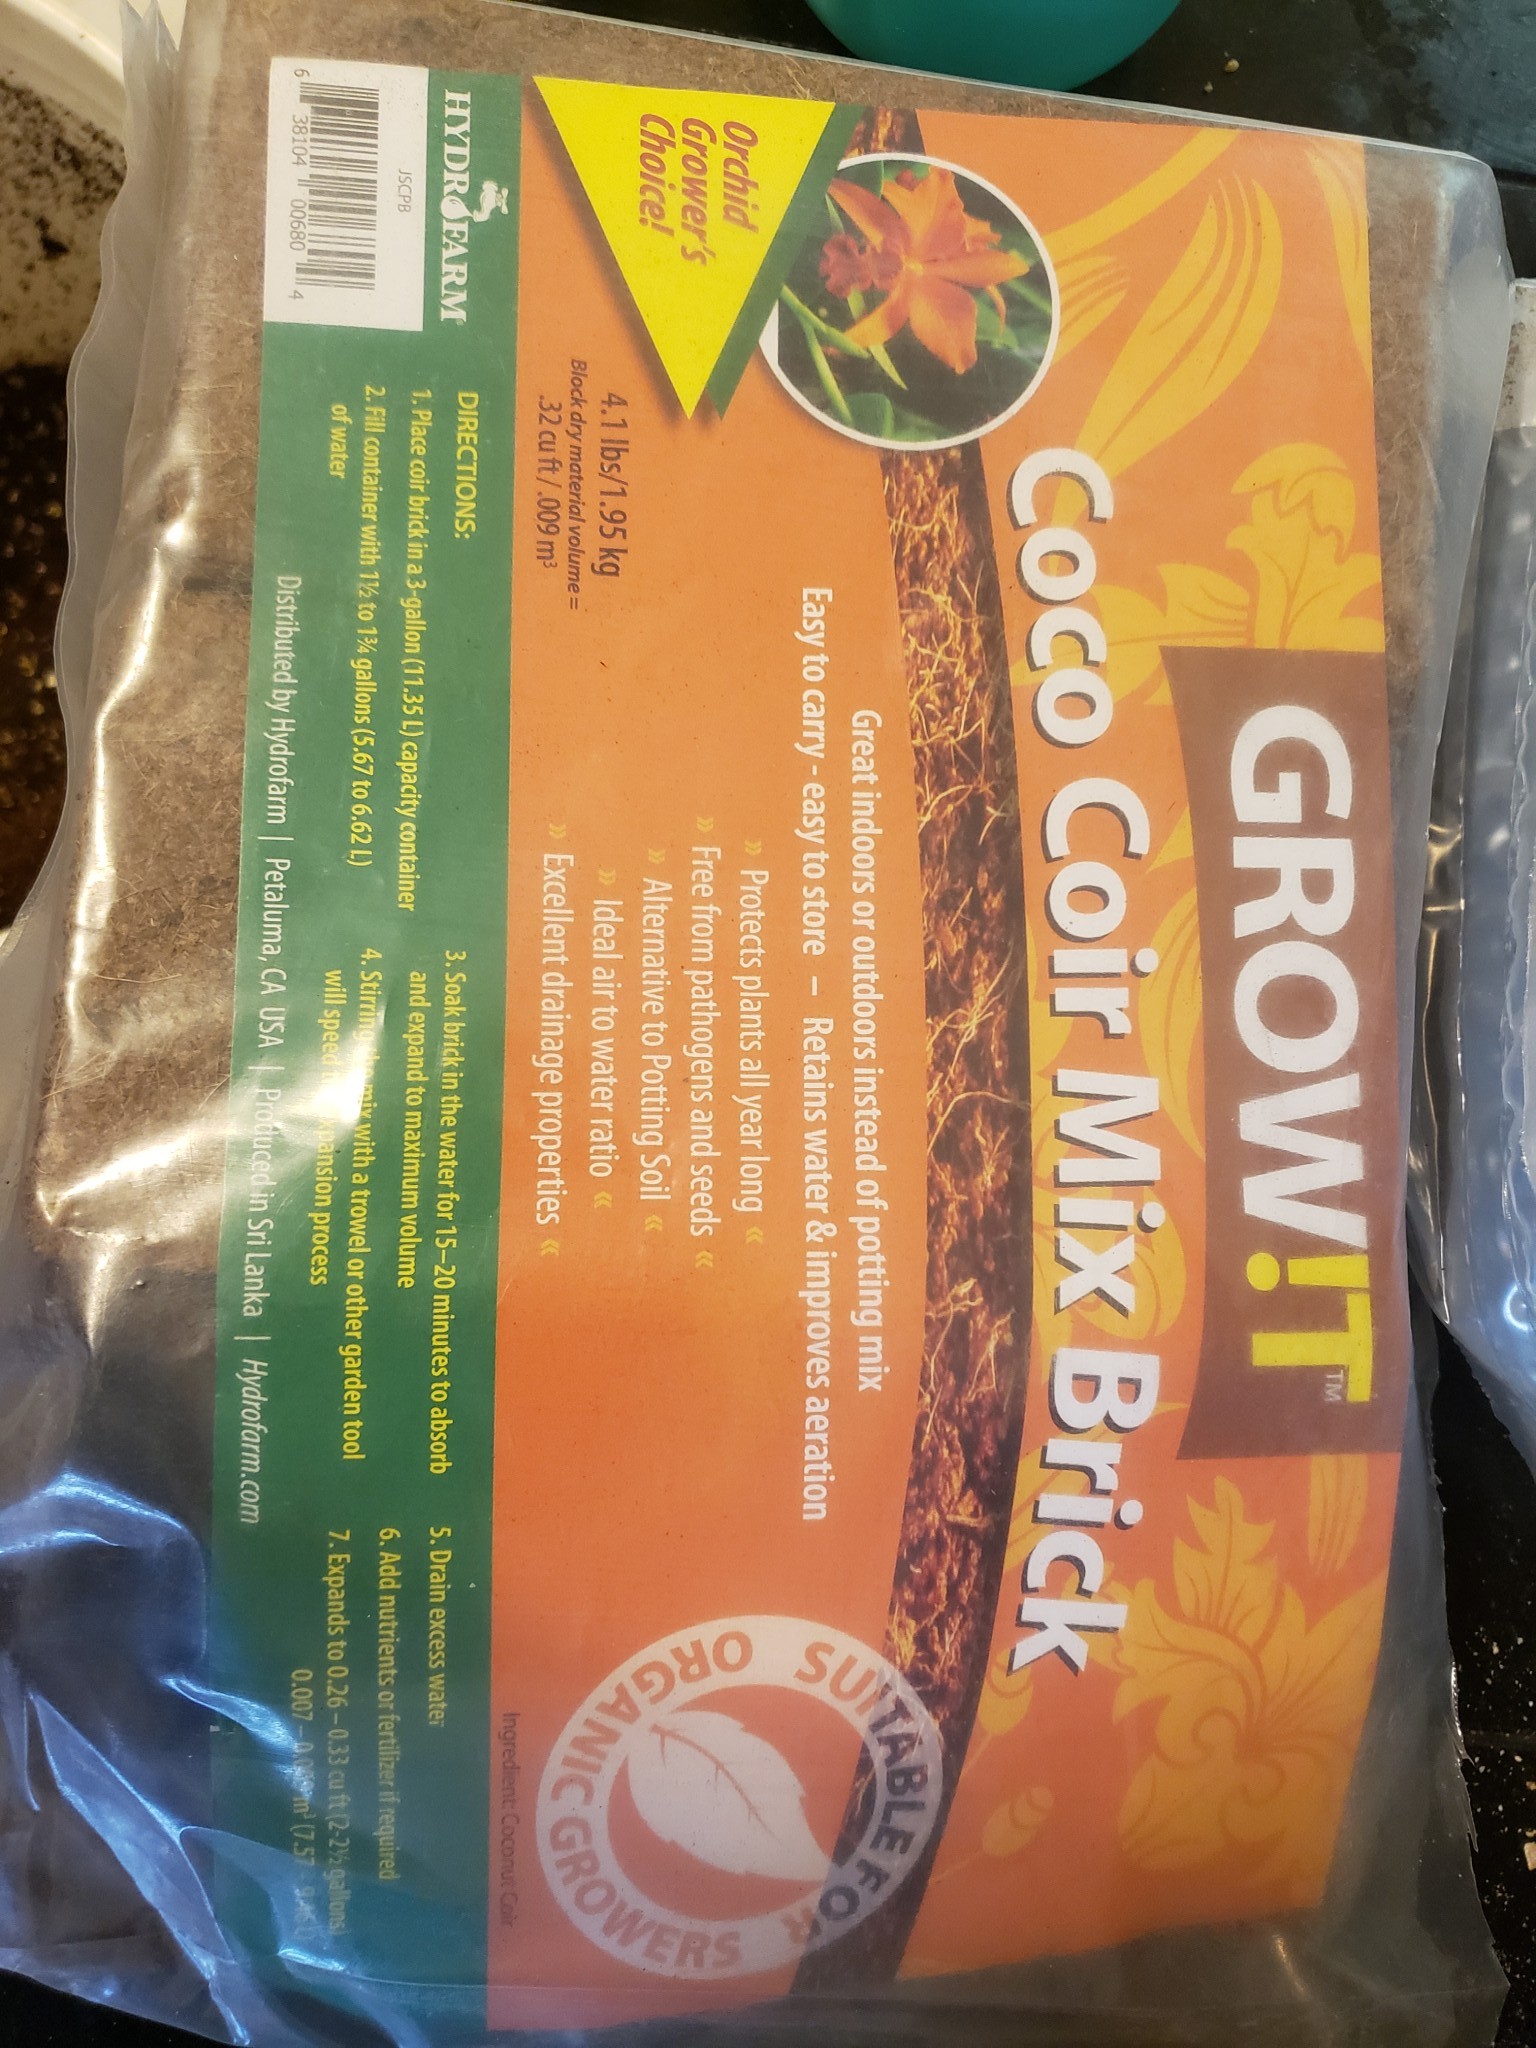 GROW!T™
Coco Coir Mix Brick
Orchid
Grower's
Choice!
Great indoors or outdoors instead of potting mix
Easy to carry - easy to store – Retains water & improves aeration
» Protects plants all year long «
» Free from pathogens and seeds «
» Alternative to Potting Soil «
» Ideal air to water ratio «
» Excellent drainage properties «
4.1 lbs/1.95 kg
Block dry material volume =
.32 cu ft / .009 m³
SUITABLE FOR
ORGANIC GROWERS
Ingredient: Coconut Coir
HYDROFARM
JSCPB
6 38104 00680 4
DIRECTIONS:
1. Place coir brick in a 3-gallon (11.35 L) capacity container
2. Fill container with 1½ to 1¾ gallons (5.67 to 6.62 L)
of water
3. Soak brick in the water for 15–20 minutes to absorb
and expand to maximum volume
4. Stirring mix with a trowel or other garden tool
will speed expansion process
5. Drain excess water
6. Add nutrients or fertilizer if required
7. Expands to 0.26 – 0.33 cu ft (2-2½ gallons)
0.007 – m³ (7.57 -
Distributed by Hydrofarm | Petaluma, CA USA | Produced in Sri Lanka | Hydrofarm.com